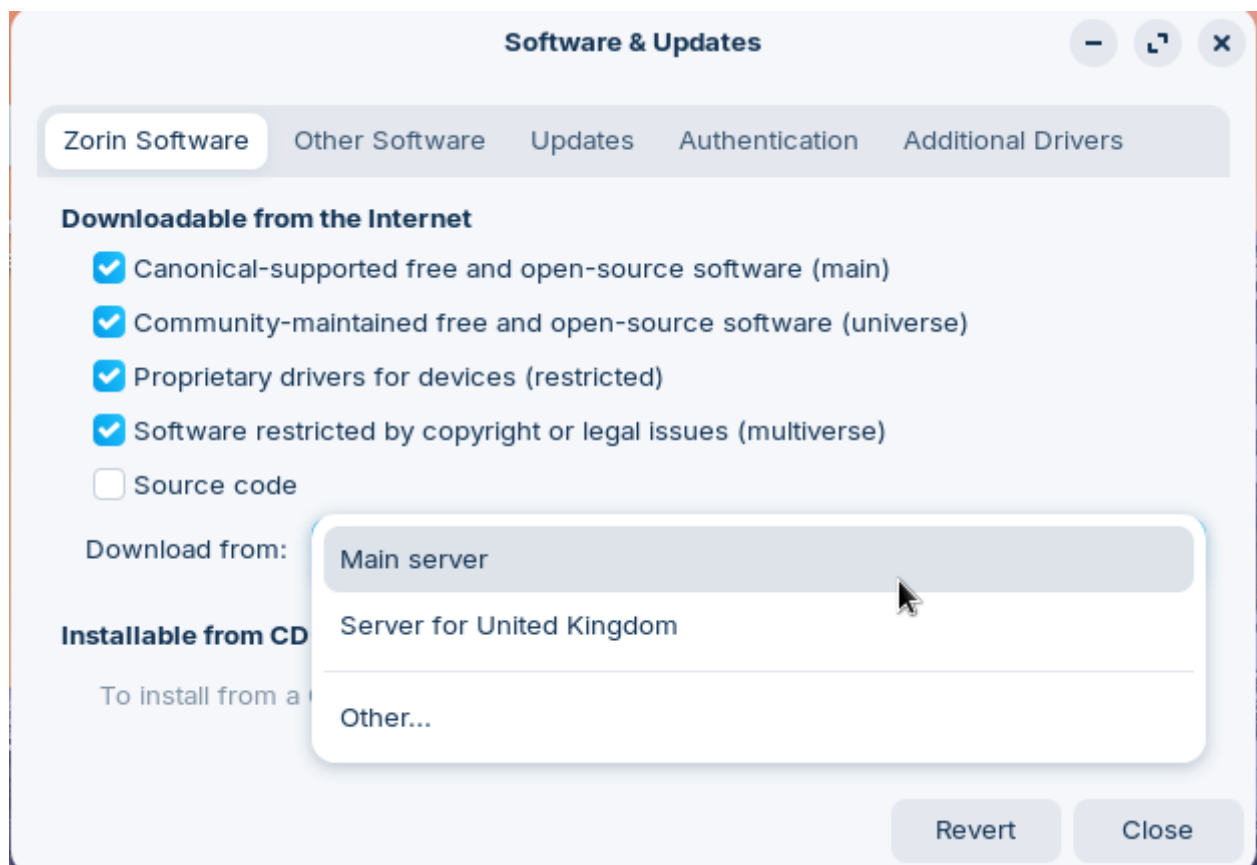 Software & Updates
Zorin Software Other Software Updates Authentication Additional Drivers
Downloadable from the Internet
Canonical-supported free and open-source software (main)
Community-maintained free and open-source software (universe)
Proprietary drivers for devices (restricted)
Software restricted by copyright or legal issues (multiverse)
Source code
Download from:
Main server
Server for United Kingdom
Other...
Installable from CD
To install from a
Revert Close